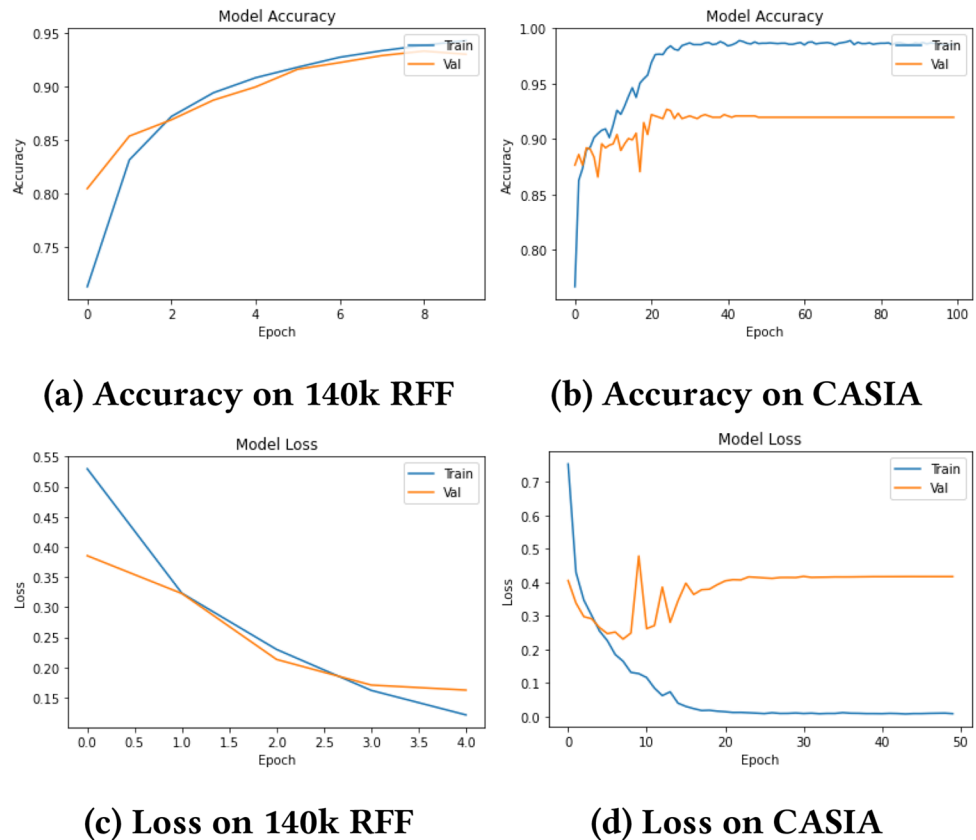 Model Accuracy
0.95
0.90
0.85
0.80
0.75
Accuracy
Train
Val
0 2 4 6 8
Epoch
(a) Accuracy on 140k RFF
Model Accuracy
1.00
0.95
0.90
0.85
0.80
Accuracy
Train
Val
0 20 40 60 80 100
Epoch
(b) Accuracy on CASIA
Model Loss
0.55
0.50
0.45
0.40
0.35
0.30
0.25
0.20
0.15
Loss
Train
Val
0.0 0.5 1.0 1.5 2.0 2.5 3.0 3.5 4.0
Epoch
(c) Loss on 140k RFF
Model Loss
0.7
0.6
0.5
0.4
0.3
0.2
0.1
0.0
Loss
Train
Val
0 10 20 30 40 50
Epoch
(d) Loss on CASIA